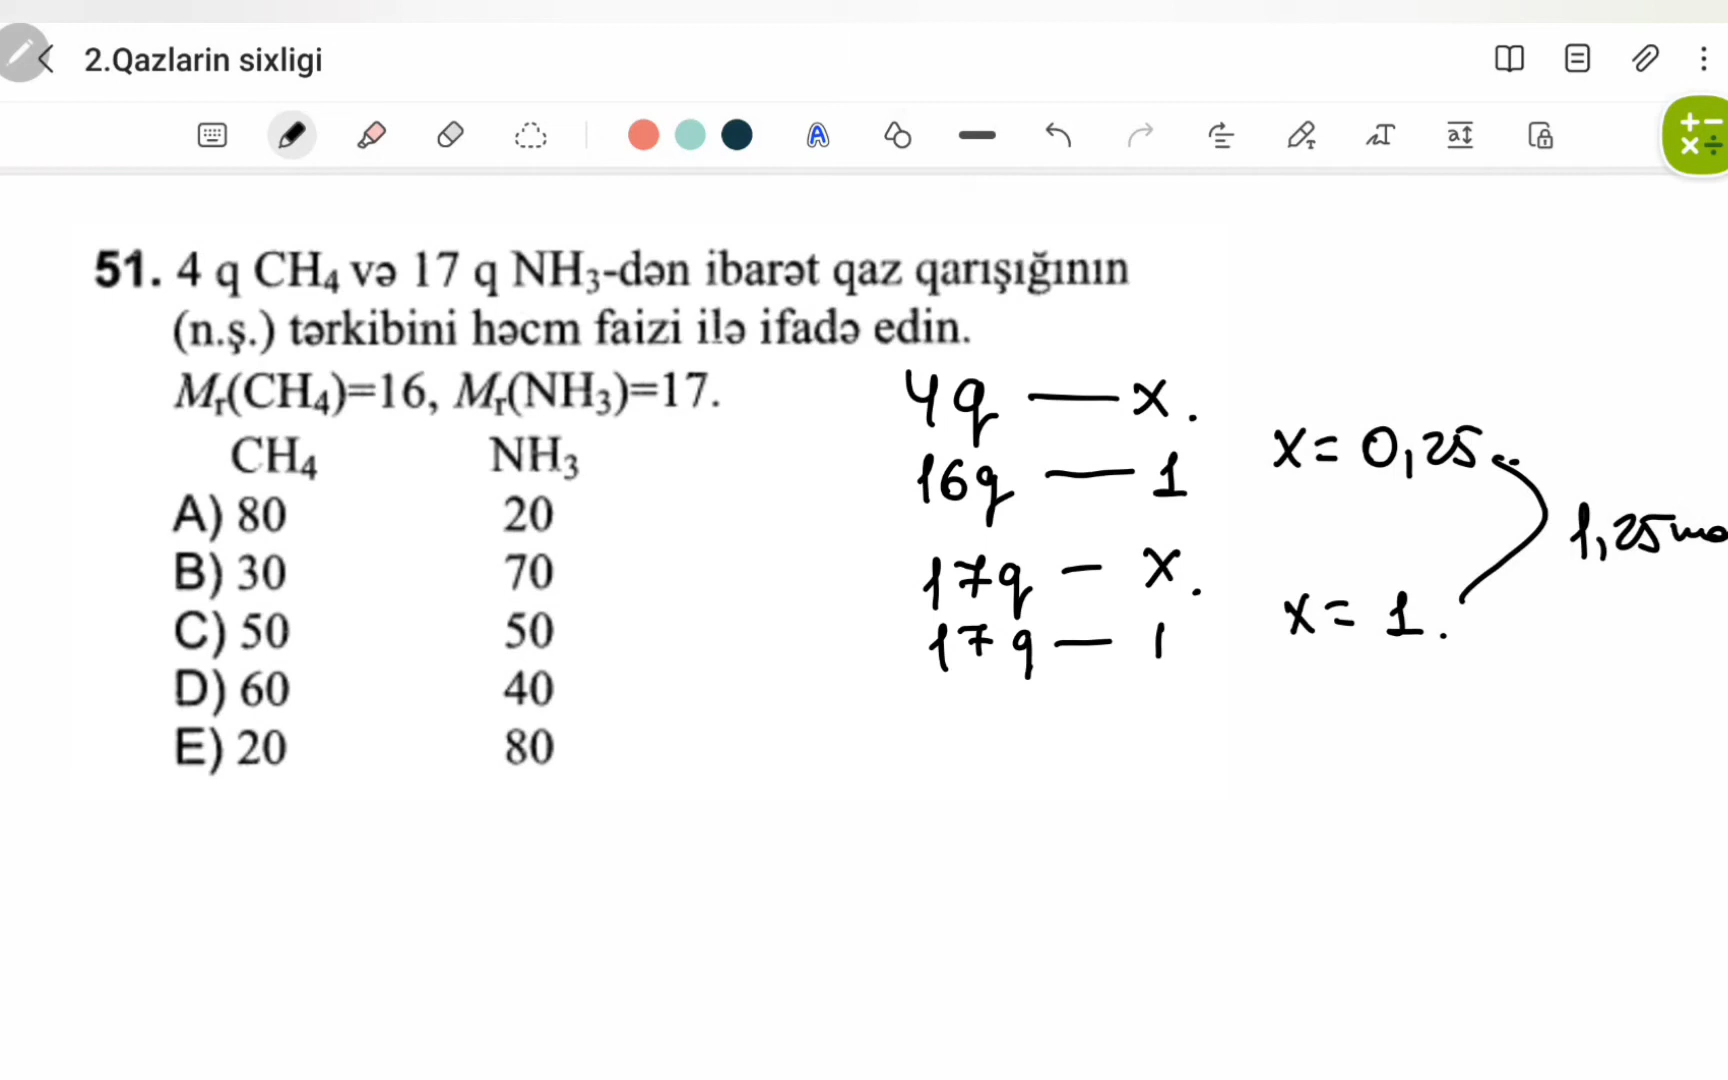 2.Qazlarin sixligi
51. 4 q CH₄ və 17 q NH₃-dən ibarət qaz qarışığının
(n.ş.) tərkibini həcm faizi ilə ifadə edin.
Mᵣ(CH₄)=16, Mᵣ(NH₃)=17.
CH₄ NH₃
A) 80 20
B) 30 70
C) 50 50
D) 60 40
E) 20 80
4q — x.
16q — 1
x = 0,25
17q — x.
17q — 1
x = 1.
1,25mo